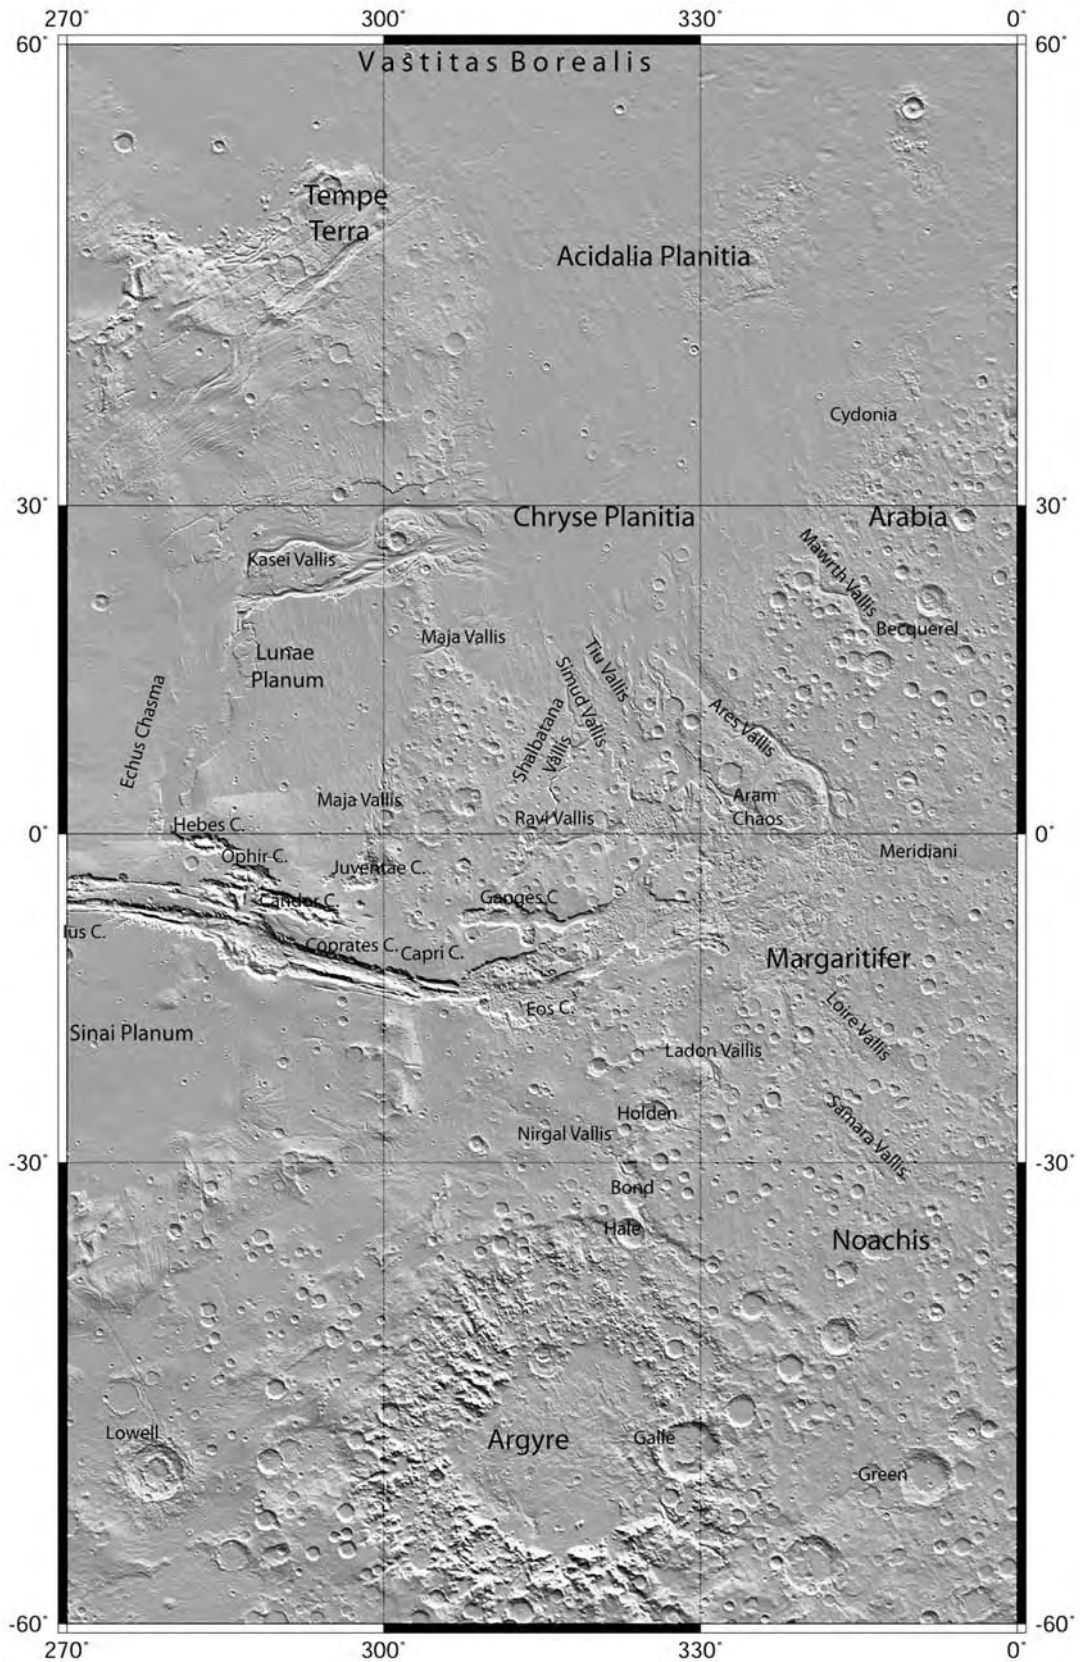 270°
300°
330°
0°
60°
60°
Vastitas Borealis
Tempe
Terra
Acidalia Planitia
Cydonia
30°
30°
Chryse Planitia
Arabia
Kasei Vallis
Mawrth Vallis
Becquerel
Maja Vallis
Lunae
Planum
Tiu Vallis
Simud Vallis
Shalbatana
Vallis
Ares Vallis
Echus Chasma
Maja Vallis
Aram
Chaos
Ravi Vallis
Hebes C.
0°
0°
Ophir C.
Meridiani
Juventae C.
Candor C.
Ganges C
Ius C.
Coprates C.
Capri C.
Margaritifer
Eos C.
Loire Vallis
Sinai Planum
Ladon Vallis
Holden
Nirgal Vallis
Samara Vallis
-30°
-30°
Bond
Hale
Noachis
Lowell
Argyre
Galle
Green
-60°
-60°
270°
300°
330°
0°